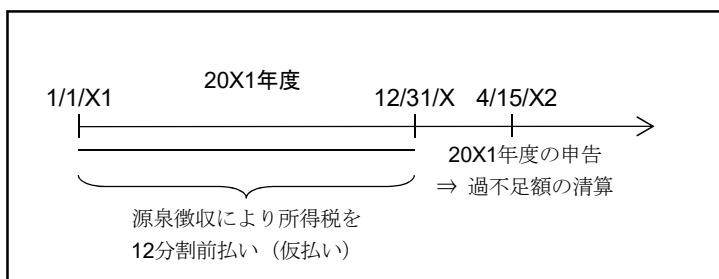 20X1年度
1/1/X1
12/31/X
4/15/X2
20X1年度の申告
⇒ 過不足額の清算
源泉徴収により所得税を
12分割前払い（仮払い）